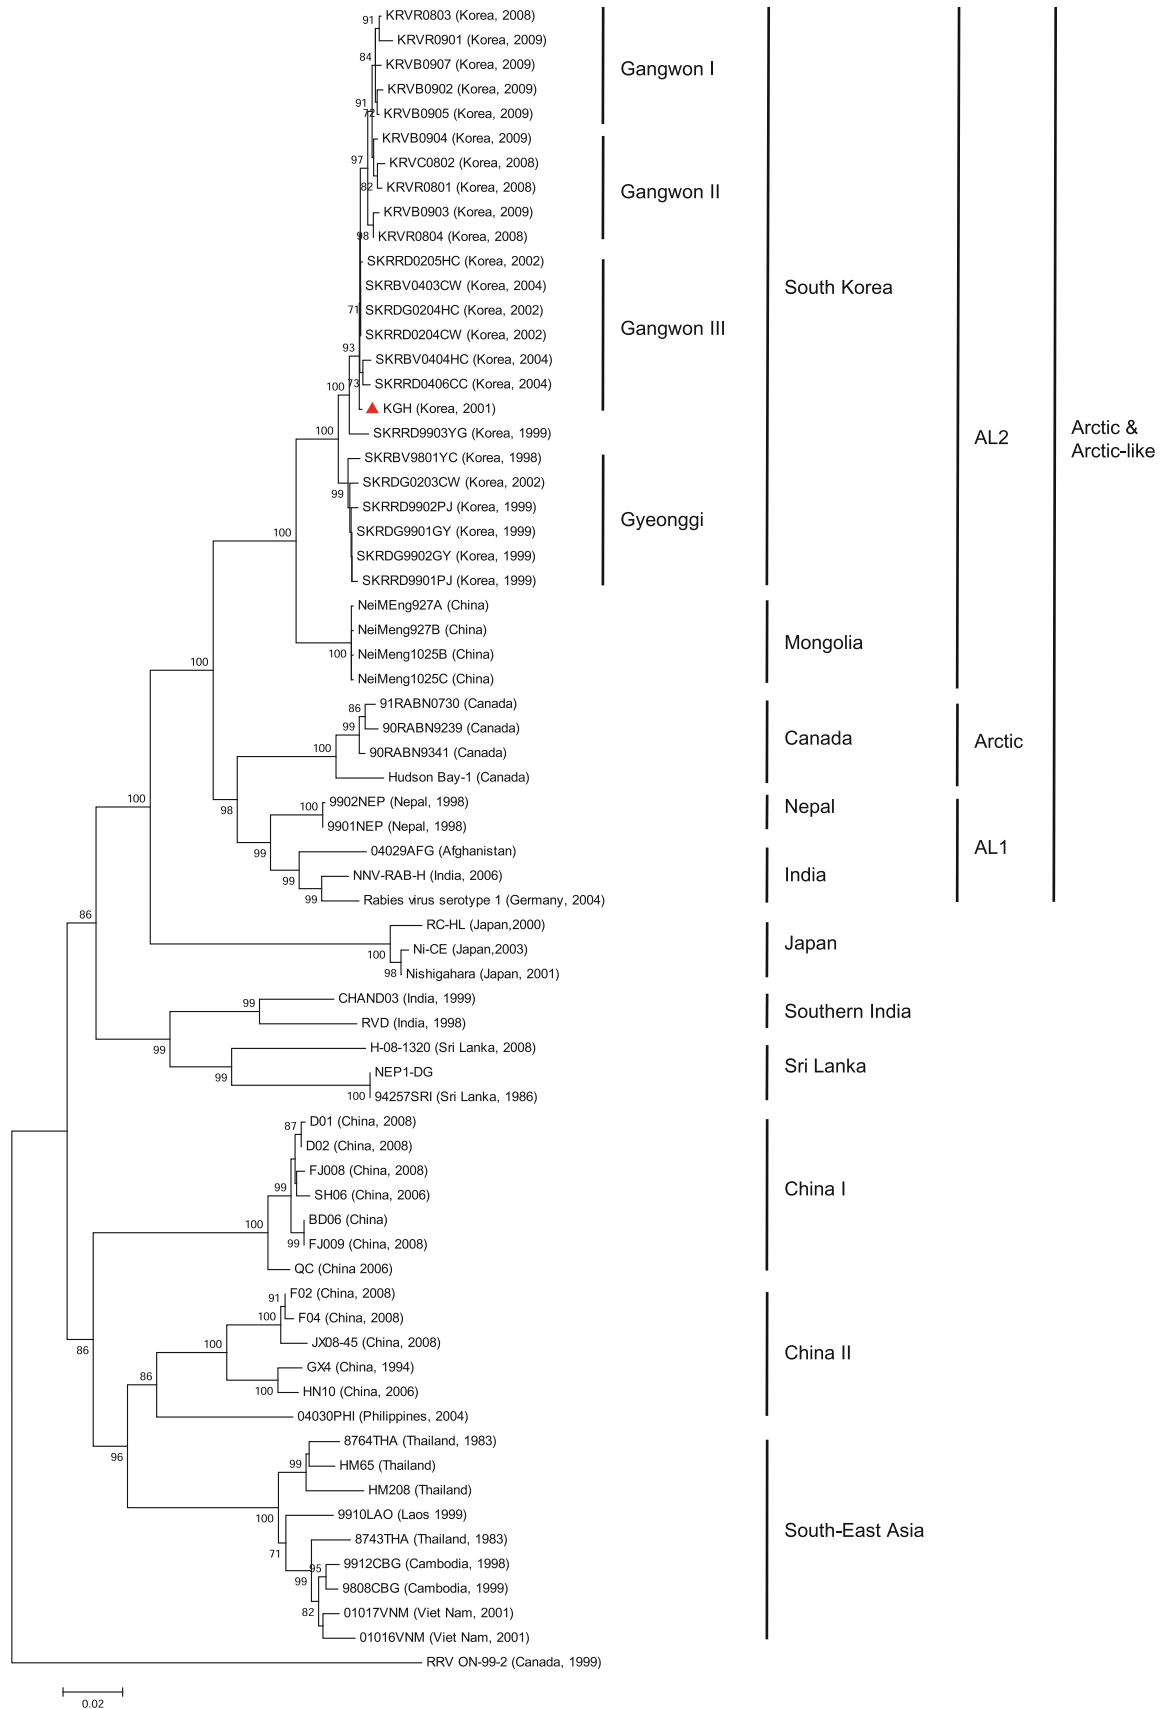 91
KRVR0803 (Korea, 2008)
KRVR0901 (Korea, 2009)
84
KRVB0907 (Korea, 2009)
Gangwon I
KRVB0902 (Korea, 2009)
91
72
KRVB0905 (Korea, 2009)
KRVB0904 (Korea, 2009)
97
KRVC0802 (Korea, 2008)
82
KRVR0801 (Korea, 2008)
Gangwon II
KRVB0903 (Korea, 2009)
98
KRVR0804 (Korea, 2008)
SKRRD0205HC (Korea, 2002)
SKRBV0403CW (Korea, 2004)
South Korea
71
SKRDG0204HC (Korea, 2002)
Gangwon III
SKRRD0204CW (Korea, 2002)
93
SKRBV0404HC (Korea, 2004)
100
73
SKRRD0406CC (Korea, 2004)
KGH (Korea, 2001)
100
SKRRD9903YG (Korea, 1999)
AL2
Arctic &
Arctic-like
SKRBV9801YC (Korea, 1998)
SKRDG0203CW (Korea, 2002)
99
SKRRD9902PJ (Korea, 1999)
Gyeonggi
100
SKRDG9901GY (Korea, 1999)
SKRDG9902GY (Korea, 1999)
SKRRD9901PJ (Korea, 1999)
NeiMEng927A (China)
NeiMeng927B (China)
Mongolia
100
NeiMeng1025B (China)
100
NeiMeng1025C (China)
86
91RABN0730 (Canada)
99
90RABN9239 (Canada)
Canada
Arctic
100
90RABN9341 (Canada)
Hudson Bay-1 (Canada)
100
98
100
9902NEP (Nepal, 1998)
Nepal
9901NEP (Nepal, 1998)
99
04029AFG (Afghanistan)
AL1
99
NNV-RAB-H (India, 2006)
India
99
Rabies virus serotype 1 (Germany, 2004)
86
RC-HL (Japan,2000)
Ni-CE (Japan,2003)
Japan
100
98
Nishigahara (Japan, 2001)
99
CHAND03 (India, 1999)
Southern India
RVD (India, 1998)
99
H-08-1320 (Sri Lanka, 2008)
Sri Lanka
99
NEP1-DG
100
94257SRI (Sri Lanka, 1986)
87
D01 (China, 2008)
D02 (China, 2008)
FJ008 (China, 2008)
99
SH06 (China, 2006)
China I
100
BD06 (China)
99
FJ009 (China, 2008)
QC (China 2006)
91
F02 (China, 2008)
100
F04 (China, 2008)
86
100
JX08-45 (China, 2008)
China II
86
GX4 (China, 1994)
100
HN10 (China, 2006)
04030PHI (Philippines, 2004)
96
8764THA (Thailand, 1983)
99
HM65 (Thailand)
HM208 (Thailand)
100
9910LAO (Laos 1999)
South-East Asia
71
8743THA (Thailand, 1983)
95
9912CBG (Cambodia, 1998)
99
9808CBG (Cambodia, 1999)
82
01017VNM (Viet Nam, 2001)
01016VNM (Viet Nam, 2001)
RRV ON-99-2 (Canada, 1999)
0.02